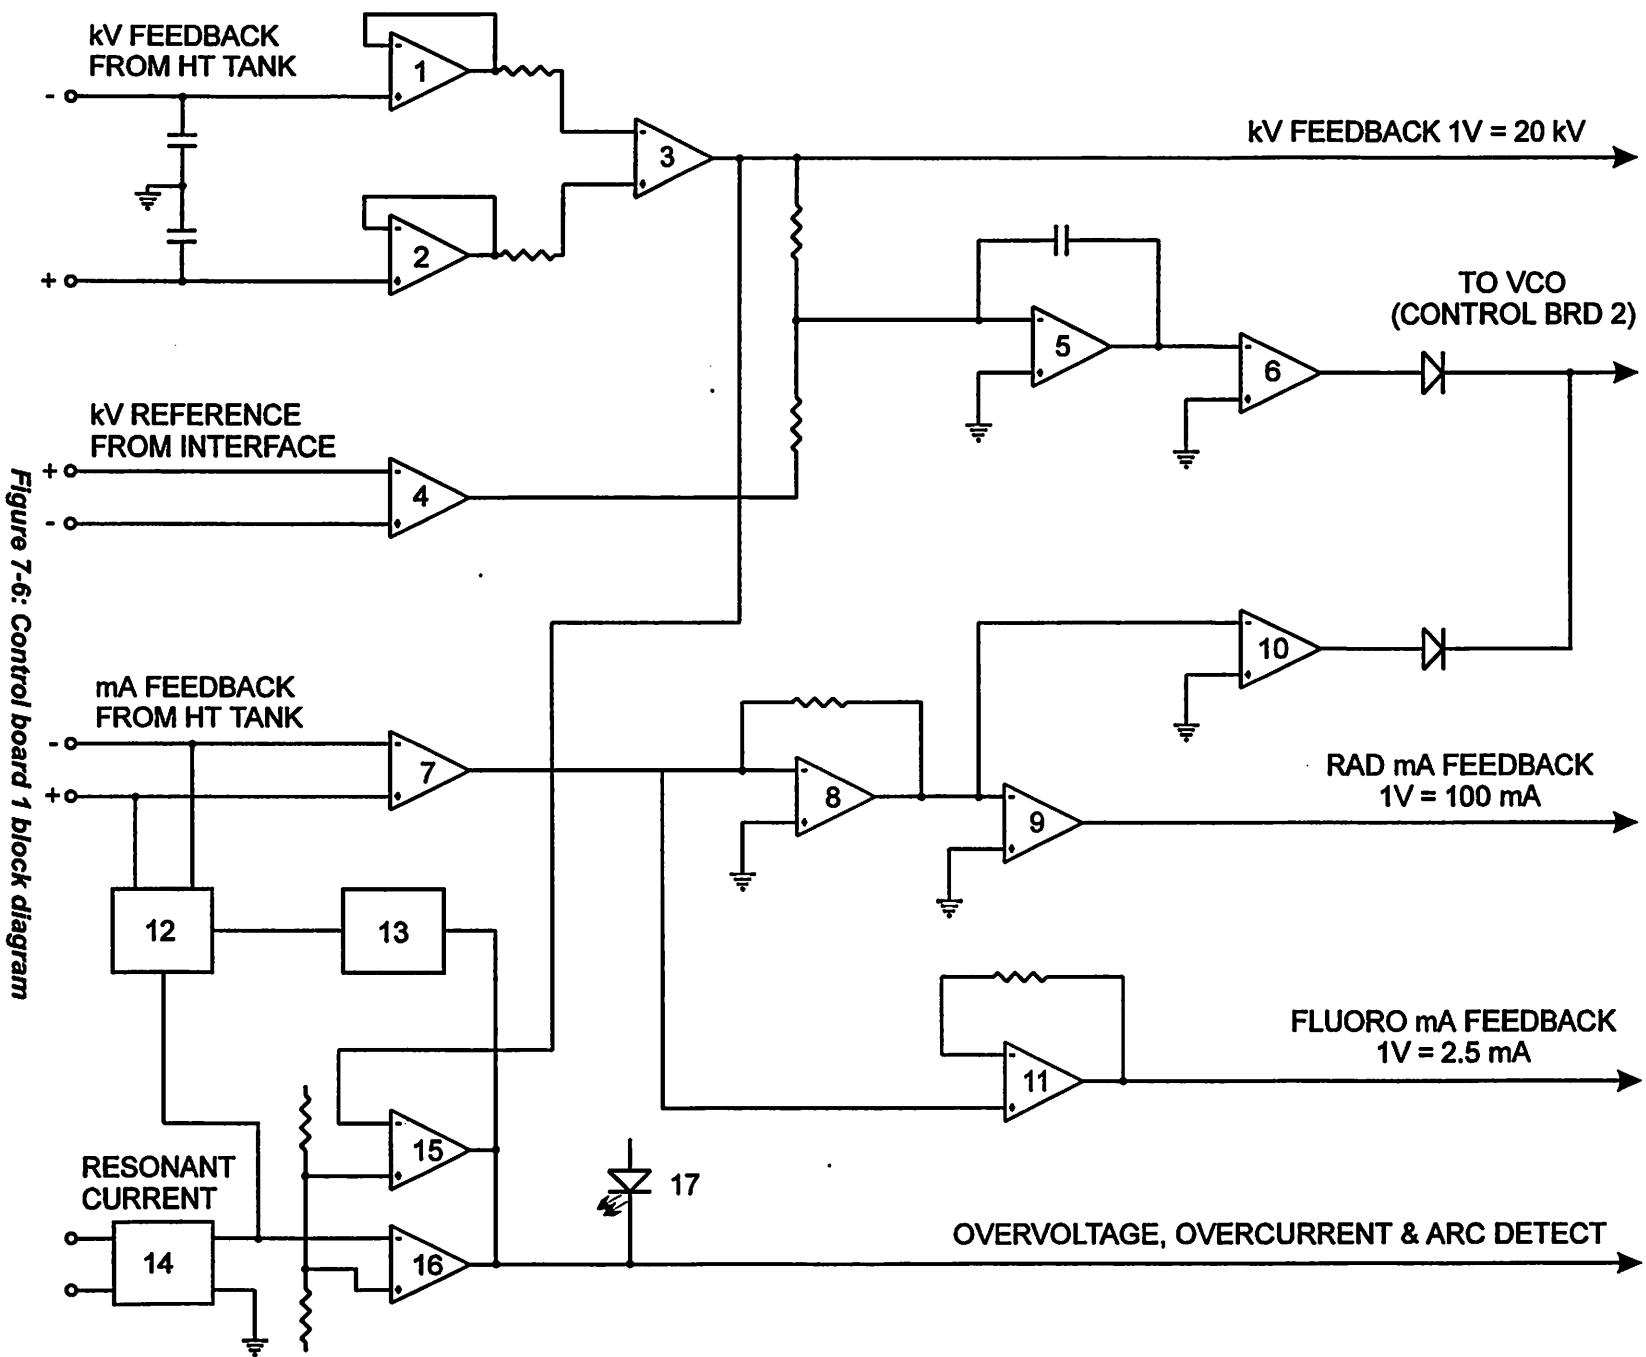 kV FEEDBACK
FROM HT TANK
-
+
1
2
3
kV FEEDBACK 1V = 20 kV
TO VCO
(CONTROL BRD 2)
5
6
kV REFERENCE
FROM INTERFACE
+
-
4
mA FEEDBACK
FROM HT TANK
-
+
7
8
9
10
RAD mA FEEDBACK
1V = 100 mA
12
13
11
FLUORO mA FEEDBACK
1V = 2.5 mA
RESONANT
CURRENT
14
15
16
17
OVERVOLTAGE, OVERCURRENT & ARC DETECT
Figure 7-6: Control board 1 block diagram